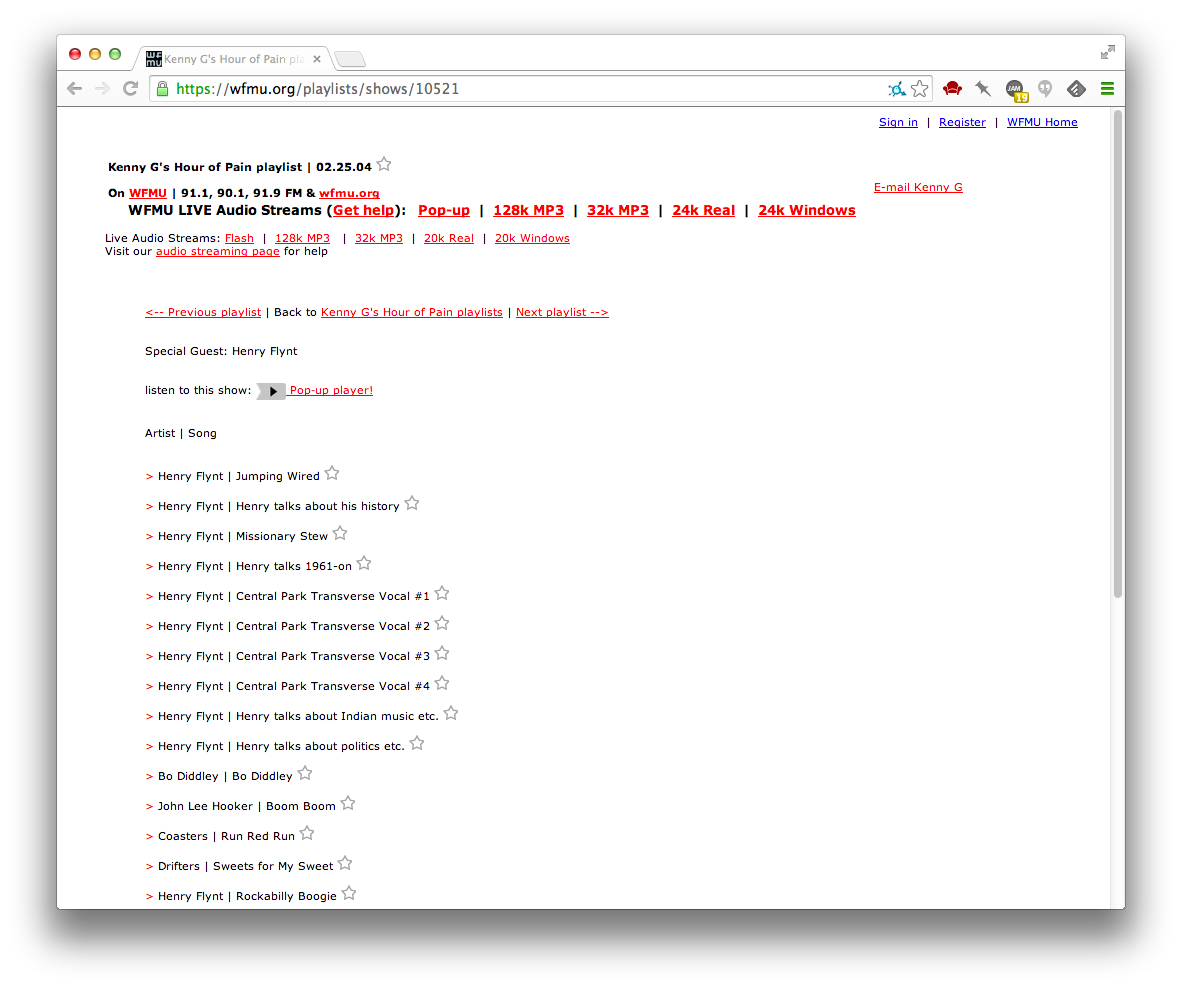 WF
MU
Kenny G's Hour of Pain pla
https://wfmu.org/playlists/shows/10521
JAM
19
Sign in | Register | WFMU Home
Kenny G's Hour of Pain playlist | 02.25.04
On WFMU | 91.1, 90.1, 91.9 FM & wfmu.org
E-mail Kenny G
WFMU LIVE Audio Streams (Get help): Pop-up | 128k MP3 | 32k MP3 | 24k Real | 24k Windows
Live Audio Streams: Flash | 128k MP3 | 32k MP3 | 20k Real | 20k Windows
Visit our audio streaming page for help
<-- Previous playlist | Back to Kenny G's Hour of Pain playlists | Next playlist -->
Special Guest: Henry Flynt
listen to this show: Pop-up player!
Artist | Song
> Henry Flynt | Jumping Wired
> Henry Flynt | Henry talks about his history
> Henry Flynt | Missionary Stew
> Henry Flynt | Henry talks 1961-on
> Henry Flynt | Central Park Transverse Vocal #1
> Henry Flynt | Central Park Transverse Vocal #2
> Henry Flynt | Central Park Transverse Vocal #3
> Henry Flynt | Central Park Transverse Vocal #4
> Henry Flynt | Henry talks about Indian music etc.
> Henry Flynt | Henry talks about politics etc.
> Bo Diddley | Bo Diddley
> John Lee Hooker | Boom Boom
> Coasters | Run Red Run
> Drifters | Sweets for My Sweet
> Henry Flynt | Rockabilly Boogie